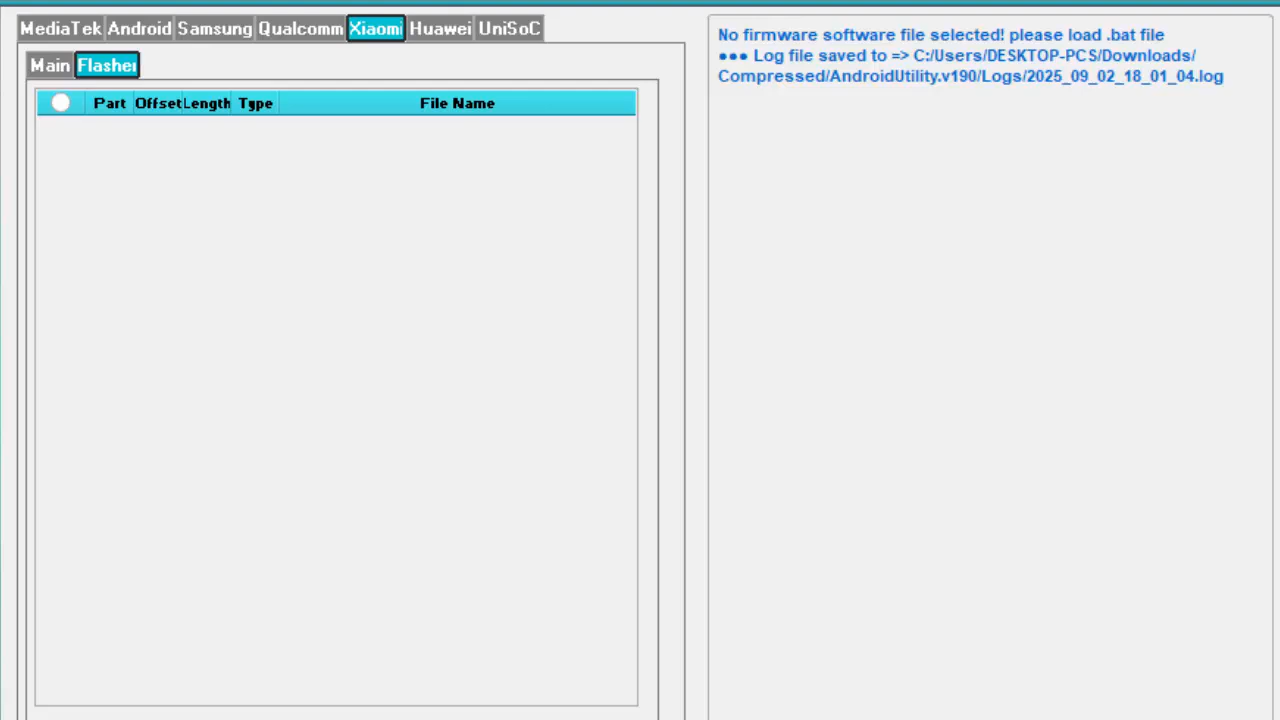 MediaTek Android Samsung Qualcomm Xiaomi Huawei UniSoC
Main Flasher
Part Offset Length Type File Name
No firmware software file selected! please load .bat file
●●● Log file saved to => C:/Users/DESKTOP-PCS/Downloads/
Compressed/AndroidUtility.v190/Logs/2025_09_02_18_01_04.log